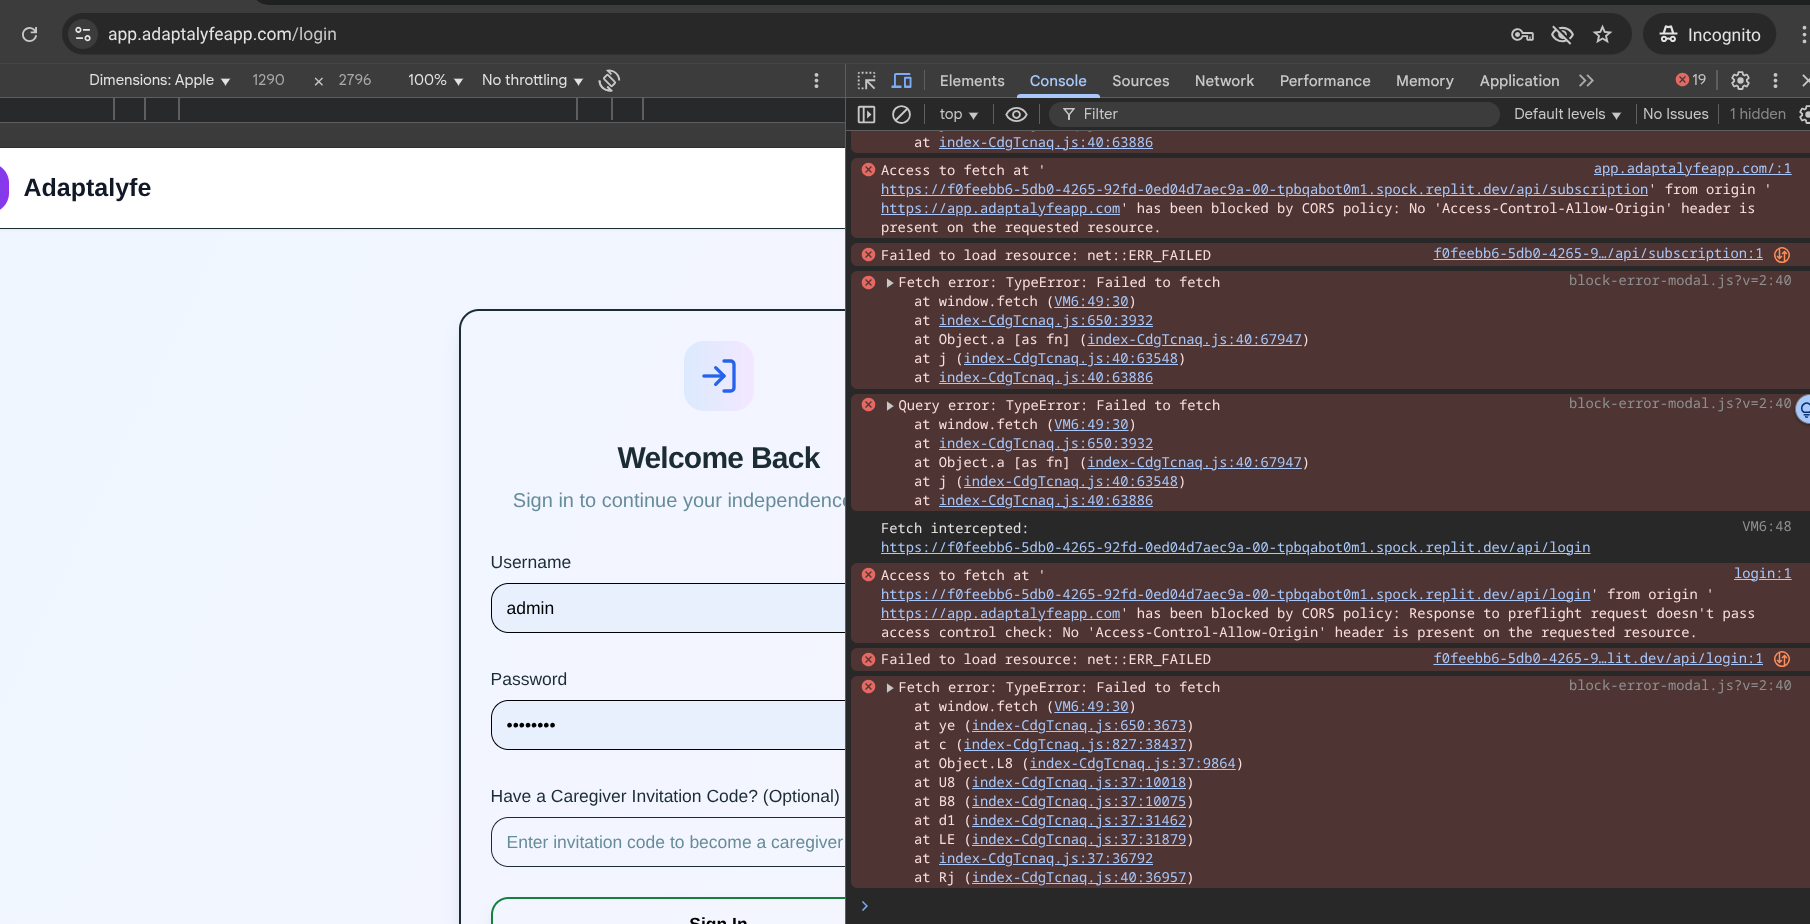 app.adaptalyfeapp.com/login
Incognito
Dimensions: Apple ▼ 1290 × 2796 100% ▼ No throttling ▼
Elements Console Sources Network Performance Memory Application 19
top ▼ Filter Default levels ▼ No Issues 1 hidden
Adaptalyfe
Welcome Back
Sign in to continue your independence
Username
admin
Password
••••••••
Have a Caregiver Invitation Code? (Optional)
Enter invitation code to become a caregiver
Sign In
at index-CdgTcnaq.js:40:63886
Access to fetch at ' app.adaptalyfeapp.com/:1
https://f0feebb6-5db0-4265-92fd-0ed04d7aec9a-00-tpbqabot0m1.spock.replit.dev/api/subscription' from origin '
https://app.adaptalyfeapp.com' has been blocked by CORS policy: No 'Access-Control-Allow-Origin' header is
present on the requested resource.
Failed to load resource: net::ERR_FAILED f0feebb6-5db0-4265-9…/api/subscription:1
▶Fetch error: TypeError: Failed to fetch block-error-modal.js?v=2:40
at window.fetch (VM6:49:30)
at index-CdgTcnaq.js:650:3932
at Object.a [as fn] (index-CdgTcnaq.js:40:67947)
at j (index-CdgTcnaq.js:40:63548)
at index-CdgTcnaq.js:40:63886
▶Query error: TypeError: Failed to fetch block-error-modal.js?v=2:40
at window.fetch (VM6:49:30)
at index-CdgTcnaq.js:650:3932
at Object.a [as fn] (index-CdgTcnaq.js:40:67947)
at j (index-CdgTcnaq.js:40:63548)
at index-CdgTcnaq.js:40:63886
Fetch intercepted: VM6:48
https://f0feebb6-5db0-4265-92fd-0ed04d7aec9a-00-tpbqabot0m1.spock.replit.dev/api/login
Access to fetch at ' login:1
https://f0feebb6-5db0-4265-92fd-0ed04d7aec9a-00-tpbqabot0m1.spock.replit.dev/api/login' from origin '
https://app.adaptalyfeapp.com' has been blocked by CORS policy: Response to preflight request doesn't pass
access control check: No 'Access-Control-Allow-Origin' header is present on the requested resource.
Failed to load resource: net::ERR_FAILED f0feebb6-5db0-4265-9…lit.dev/api/login:1
▶Fetch error: TypeError: Failed to fetch block-error-modal.js?v=2:40
at window.fetch (VM6:49:30)
at ye (index-CdgTcnaq.js:650:3673)
at c (index-CdgTcnaq.js:827:38437)
at Object.L8 (index-CdgTcnaq.js:37:9864)
at U8 (index-CdgTcnaq.js:37:10018)
at B8 (index-CdgTcnaq.js:37:10075)
at d1 (index-CdgTcnaq.js:37:31462)
at LE (index-CdgTcnaq.js:37:31879)
at index-CdgTcnaq.js:37:36792
at Rj (index-CdgTcnaq.js:40:36957)